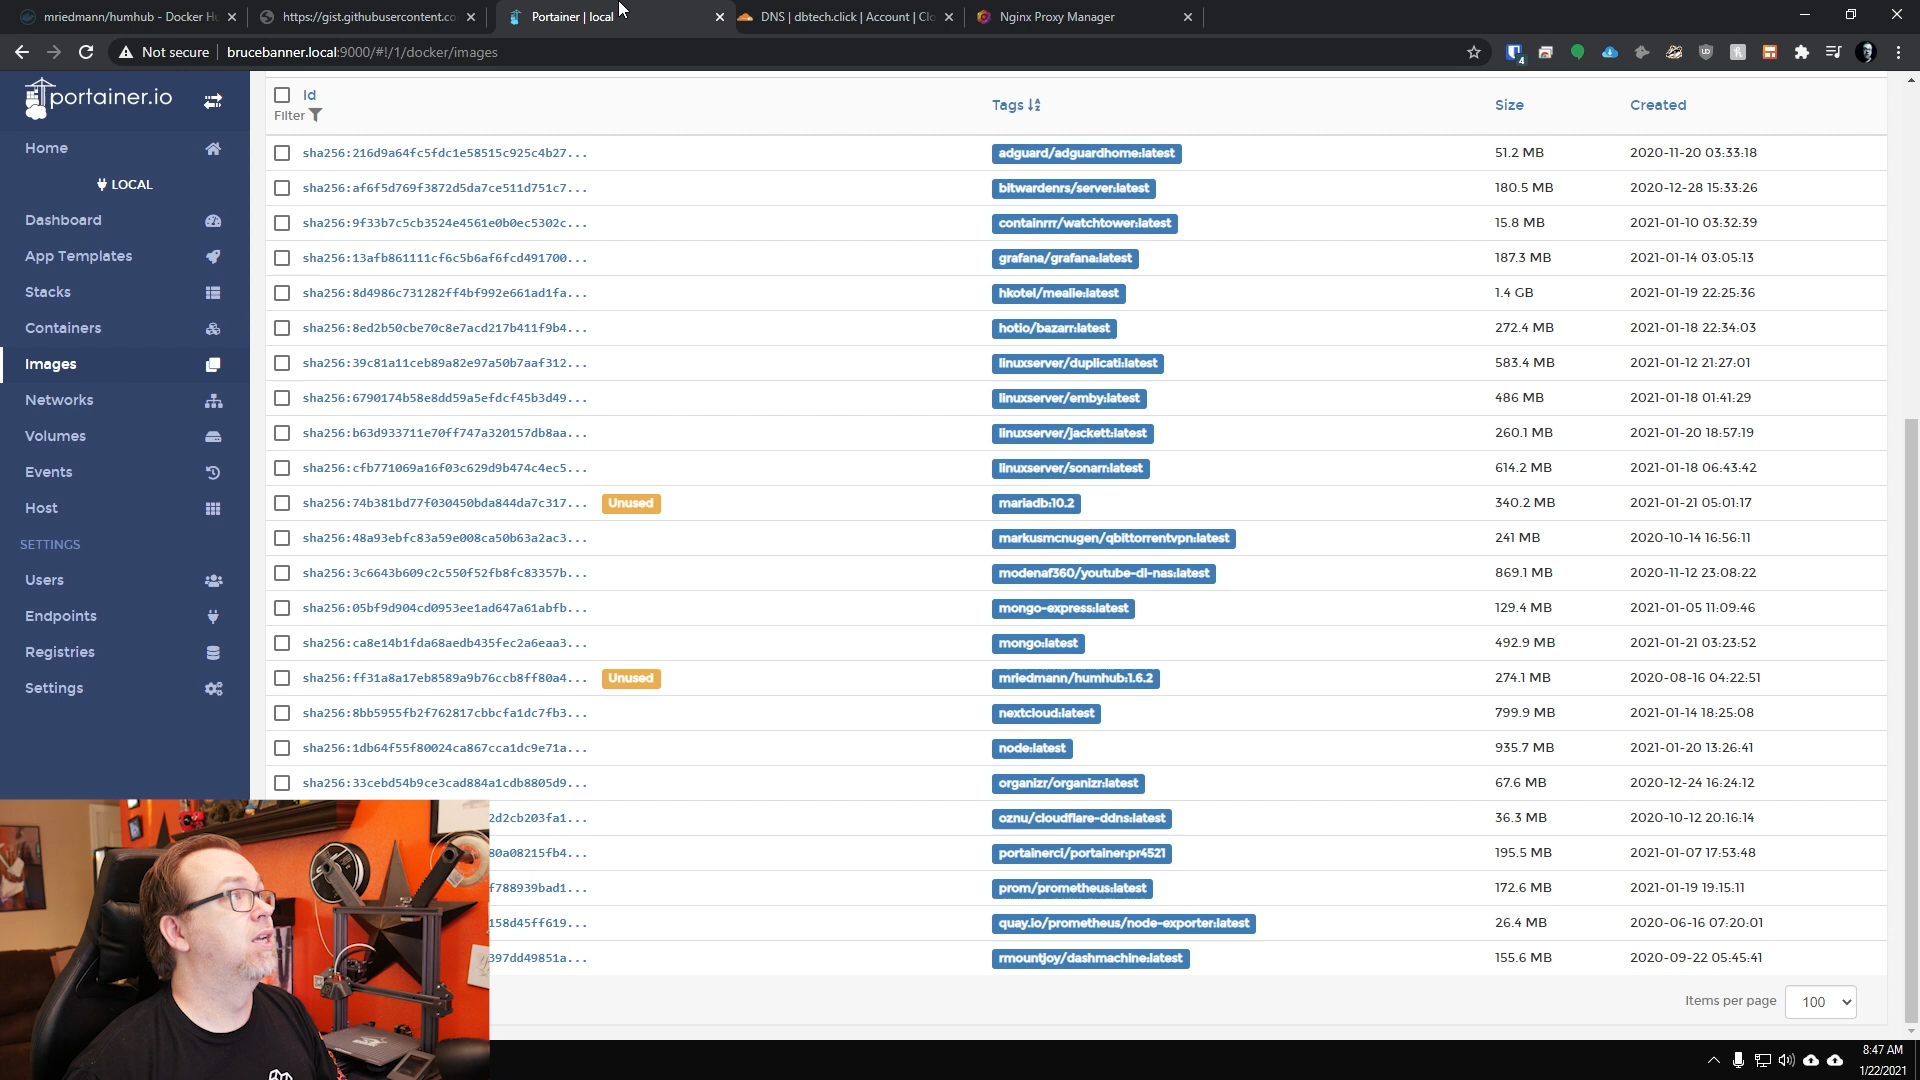 mriedmann/humhub - Docker Hu
https://gist.githubusercontent.co
Portainer | local
DNS | dbtech.click | Account | Clo
Nginx Proxy Manager
Not secure
brucebanner.local:9000/#!/1/docker/images
4
portainer.io
Home
LOCAL
Dashboard
App Templates
Stacks
Containers
Images
Networks
Volumes
Events
Host
SETTINGS
Users
Endpoints
Registries
Settings
Id
Filter
Tags
Size
Created
sha256:216d9a64fc5fdc1e58515c925c4b27... adguard/adguardhome:latest 51.2 MB 2020-11-20 03:33:18
sha256:af6f5d769f3872d5da7ce511d751c7... bitwardenrs/server:latest 180.5 MB 2020-12-28 15:33:26
sha256:9f33b7c5cb3524e4561e0b0ec5302c... containrrr/watchtower:latest 15.8 MB 2021-01-10 03:32:39
sha256:13afb861111cf6c5b6af6fcd491700... grafana/grafana:latest 187.3 MB 2021-01-14 03:05:13
sha256:8d4986c731282ff4bf992e661ad1fa... hkotel/mealie:latest 1.4 GB 2021-01-19 22:25:36
sha256:8ed2b50cbe70c8e7acd217b411f9b4... hotio/bazarr:latest 272.4 MB 2021-01-18 22:34:03
sha256:39c81a11ceb89a82e97a50b7aaf312... linuxserver/duplicati:latest 583.4 MB 2021-01-12 21:27:01
sha256:6790174b58e8dd59a5efdcf45b3d49... linuxserver/emby:latest 486 MB 2021-01-18 01:41:29
sha256:b63d933711e70ff747a320157db8aa... linuxserver/jackett:latest 260.1 MB 2021-01-20 18:57:19
sha256:cfb771069a16f03c629d9b474c4ec5... linuxserver/sonarr:latest 614.2 MB 2021-01-18 06:43:42
sha256:74b381bd77f030450bda844da7c317... Unused mariadb:10.2 340.2 MB 2021-01-21 05:01:17
sha256:48a93ebfc83a59e008ca50b63a2ac3... markusmcnugen/qbittorrentvpn:latest 241 MB 2020-10-14 16:56:11
sha256:3c6643b609c2c550f52fb8fc83357b... modenaf360/youtube-dl-nas:latest 869.1 MB 2020-11-12 23:08:22
sha256:05bf9d904cd0953ee1ad647a61abfb... mongo-express:latest 129.4 MB 2021-01-05 11:09:46
sha256:ca8e14b1fda68aedb435fec2a6eaa3... mongo:latest 492.9 MB 2021-01-21 03:23:52
sha256:ff31a8a17eb8589a9b76ccb8ff80a4... Unused mriedmann/humhub:1.6.2 274.1 MB 2020-08-16 04:22:51
sha256:8bb5955fb2f762817cbbcfa1dc7fb3... nextcloud:latest 799.9 MB 2021-01-14 18:25:08
sha256:1db64f55f80024ca867cca1dc9e71a... node:latest 935.7 MB 2021-01-20 13:26:41
sha256:33cebd54b9ce3cad884a1cdb8805d9... organizr/organizr:latest 67.6 MB 2020-12-24 16:24:12
2d2cb203fa1... oznu/cloudflare-ddns:latest 36.3 MB 2020-10-12 20:16:14
80a08215fb4... portainerci/portainer:pr4521 195.5 MB 2021-01-07 17:53:48
f788939bad1... prom/prometheus:latest 172.6 MB 2021-01-19 19:15:11
158d45ff619... quay.io/prometheus/node-exporter:latest 26.4 MB 2020-06-16 07:20:01
397dd49851a... rmountjoy/dashmachine:latest 155.6 MB 2020-09-22 05:45:41
Items per page 100
8:47 AM
1/22/2021